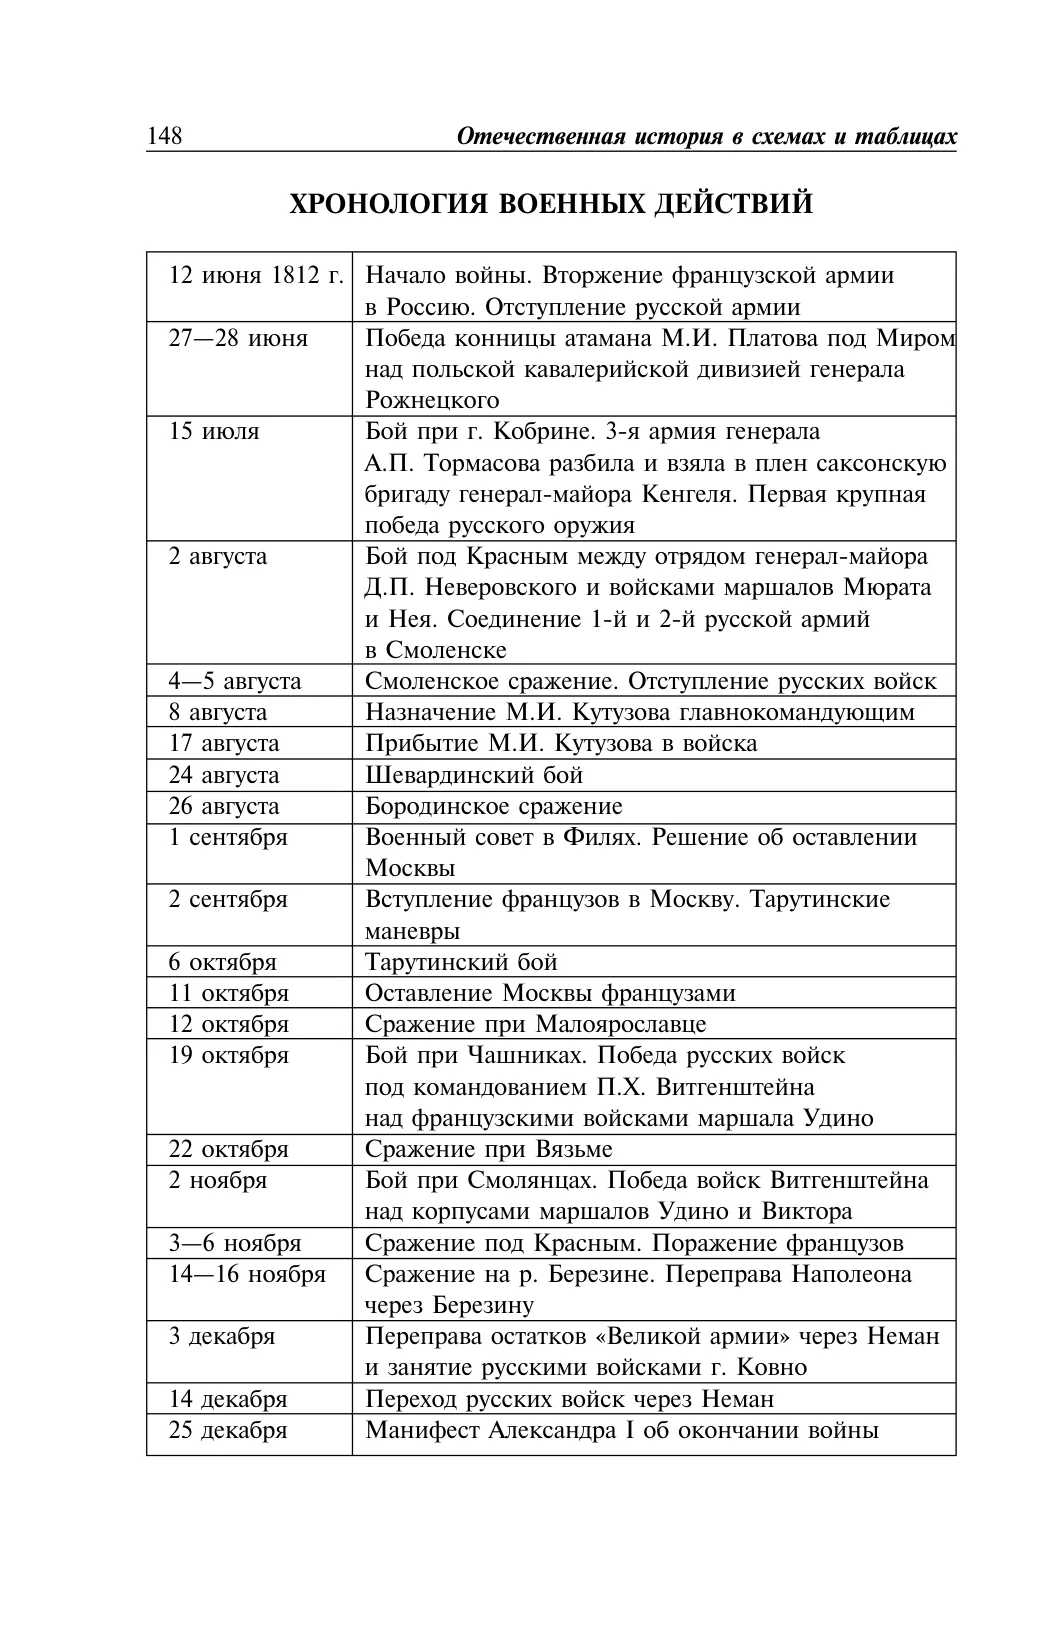 148
Отечественная история в схемах и таблицах
ХРОНОЛОГИЯ ВОЕННЫХ ДЕЙСТВИЙ
12 июня 1812 г.
Начало войны. Вторжение французской армии
в Россию. Отступление русской армии
27—28 июня
Победа конницы атамана М.И. Платова под Миром
над польской кавалерийской дивизией генерала
Рожнецкого
15 июля
Бой при г. Кобрине. 3-я армия генерала
А.П. Тормасова разбила и взяла в плен саксонскую
бригаду генерал-майора Кенгеля. Первая крупная
победа русского оружия
2 августа
Бой под Красным между отрядом генерал-майора
Д.П. Неверовского и войсками маршалов Мюрата
и Нея. Соединение 1-й и 2-й русской армий
в Смоленске
4—5 августа
Смоленское сражение. Отступление русских войск
8 августа
Назначение М.И. Кутузова главнокомандующим
17 августа
Прибытие М.И. Кутузова в войска
24 августа
Шевардинский бой
26 августа
Бородинское сражение
1 сентября
Военный совет в Филях. Решение об оставлении
Москвы
2 сентября
Вступление французов в Москву. Тарутинские
маневры
6 октября
Тарутинский бой
11 октября
Оставление Москвы французами
12 октября
Сражение при Малоярославце
19 октября
Бой при Чашниках. Победа русских войск
под командованием П.Х. Витгенштейна
над французскими войсками маршала Удино
22 октября
Сражение при Вязьме
2 ноября
Бой при Смолянцах. Победа войск Витгенштейна
над корпусами маршалов Удино и Виктора
3—6 ноября
Сражение под Красным. Поражение французов
14—16 ноября
Сражение на р. Березине. Переправа Наполеона
через Березину
3 декабря
Переправа остатков «Великой армии» через Неман
и занятие русскими войсками г. Ковно
14 декабря
Переход русских войск через Неман
25 декабря
Манифест Александра I об окончании войны